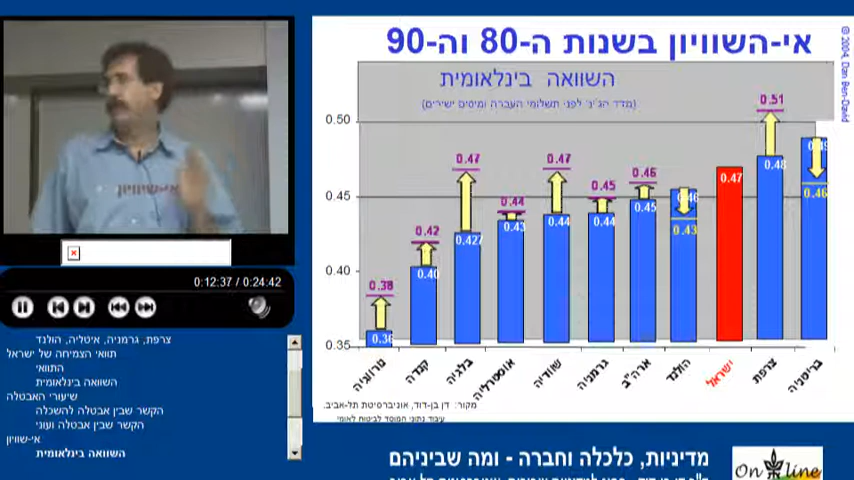 אי-השוויון בשנות ה-80 וה-90
השוואה בינלאומית
(מדד הג'יני לפני תשלומי העברה ומיסים ישירים)
© 2004, Dan Ben-David
0.50
0.45
0.40
0.35
0.38
0.42
0.47
0.44
0.47
0.45
0.46
0.43
0.47
0.51
0.46
0.36
0.40
0.427
0.43
0.44
0.44
0.45
0.46
0.48
0.49
נורווגיה
קנדה
בלגיה
אוסטרליה
שוודיה
גרמניה
ארה"ב
הולנד
ישראל
צרפת
בריטניה
מקור: דן בן-דוד, אוניברסיטת תל-אביב.
עיבוד נתוני המוסד לביטוח לאומי
אי-שוויון
0:12:37 / 0:24:42
צרפת, גרמניה, איטליה, הולנד
תוואי הצמיחה של ישראל
התוואי
השוואה בינלאומית
שיעורי האבטלה
הקשר שבין אבטלה להשכלה
הקשר שבין אבטלה ועוני
אי-שוויון
השוואה בינלאומית
מדיניות, כלכלה וחברה - ומה שביניהם
On line